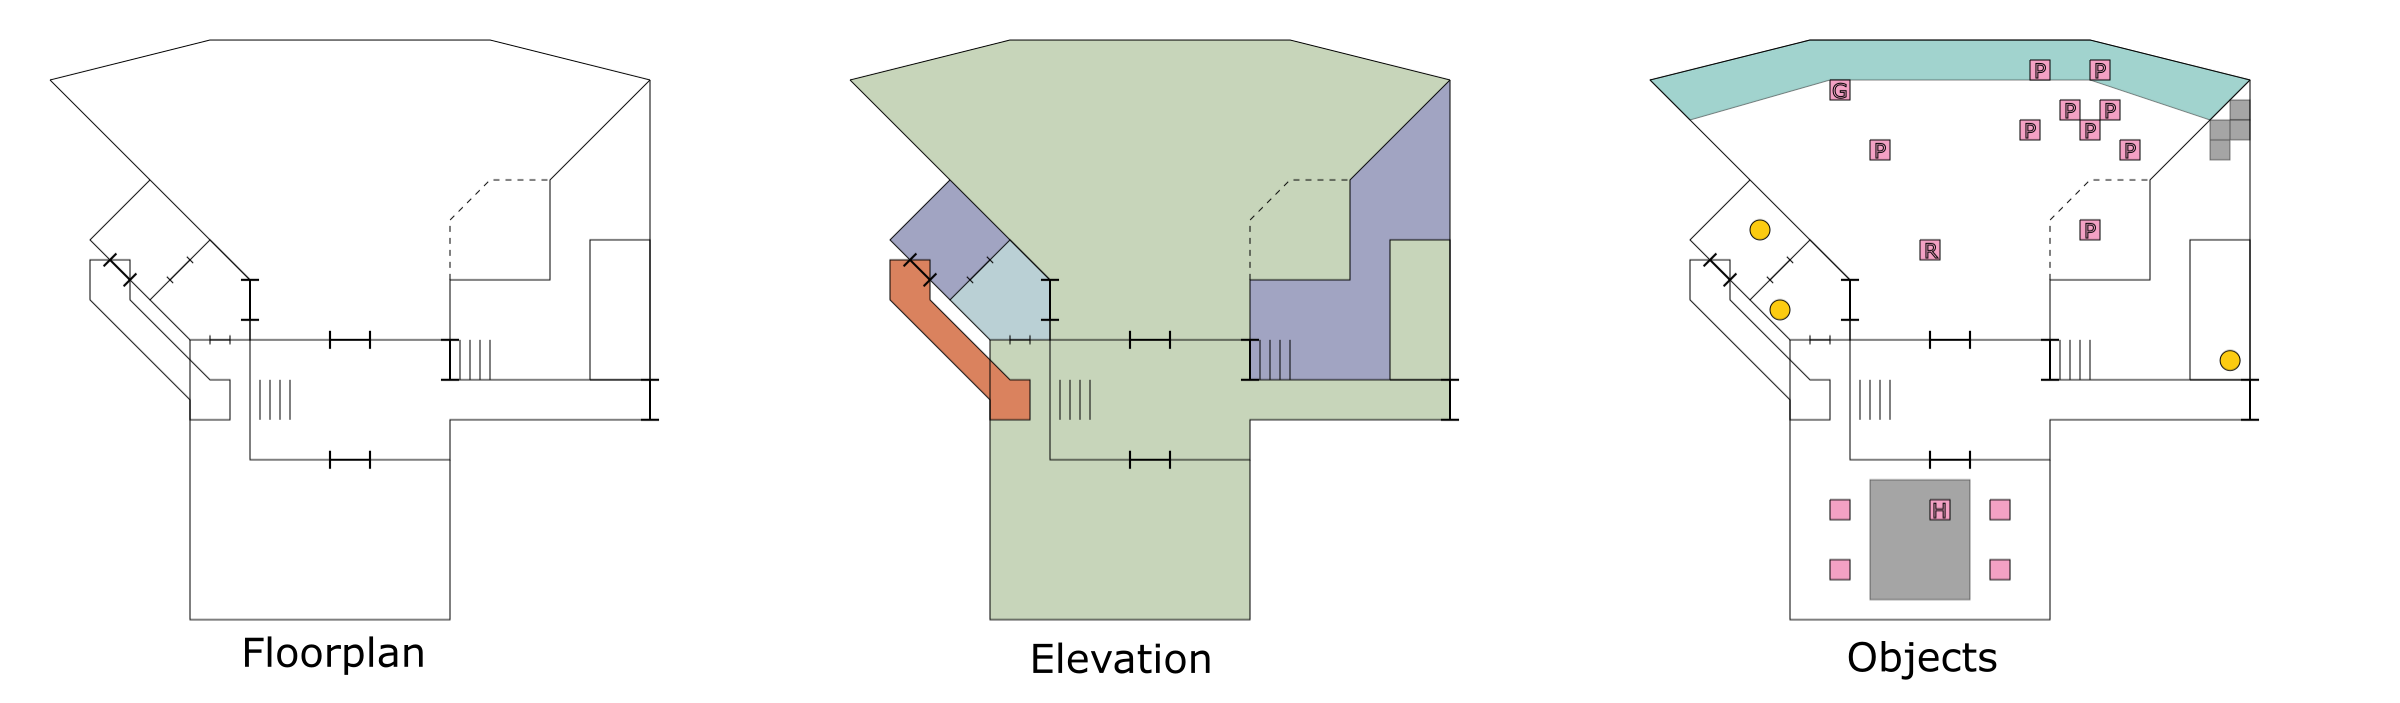 P P
G
P P
P P
P P
P
R
H
Floorplan Elevation Objects